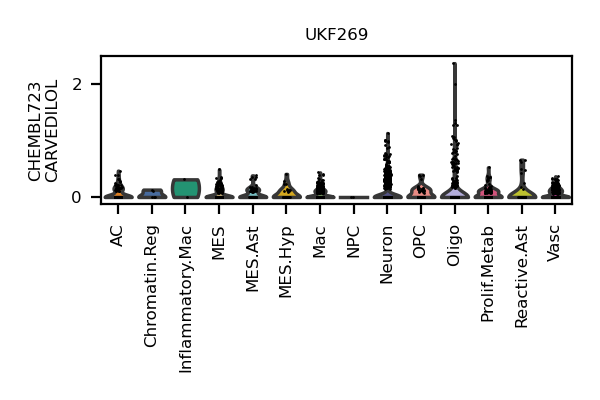 UKF269
CHEMBL723
CARVEDILOL
2
0
AC
Chromatin.Reg
Inflammatory.Mac
MES
MES.Ast
MES.Hyp
Mac
NPC
Neuron
OPC
Oligo
Prolif.Metab
Reactive.Ast
Vasc